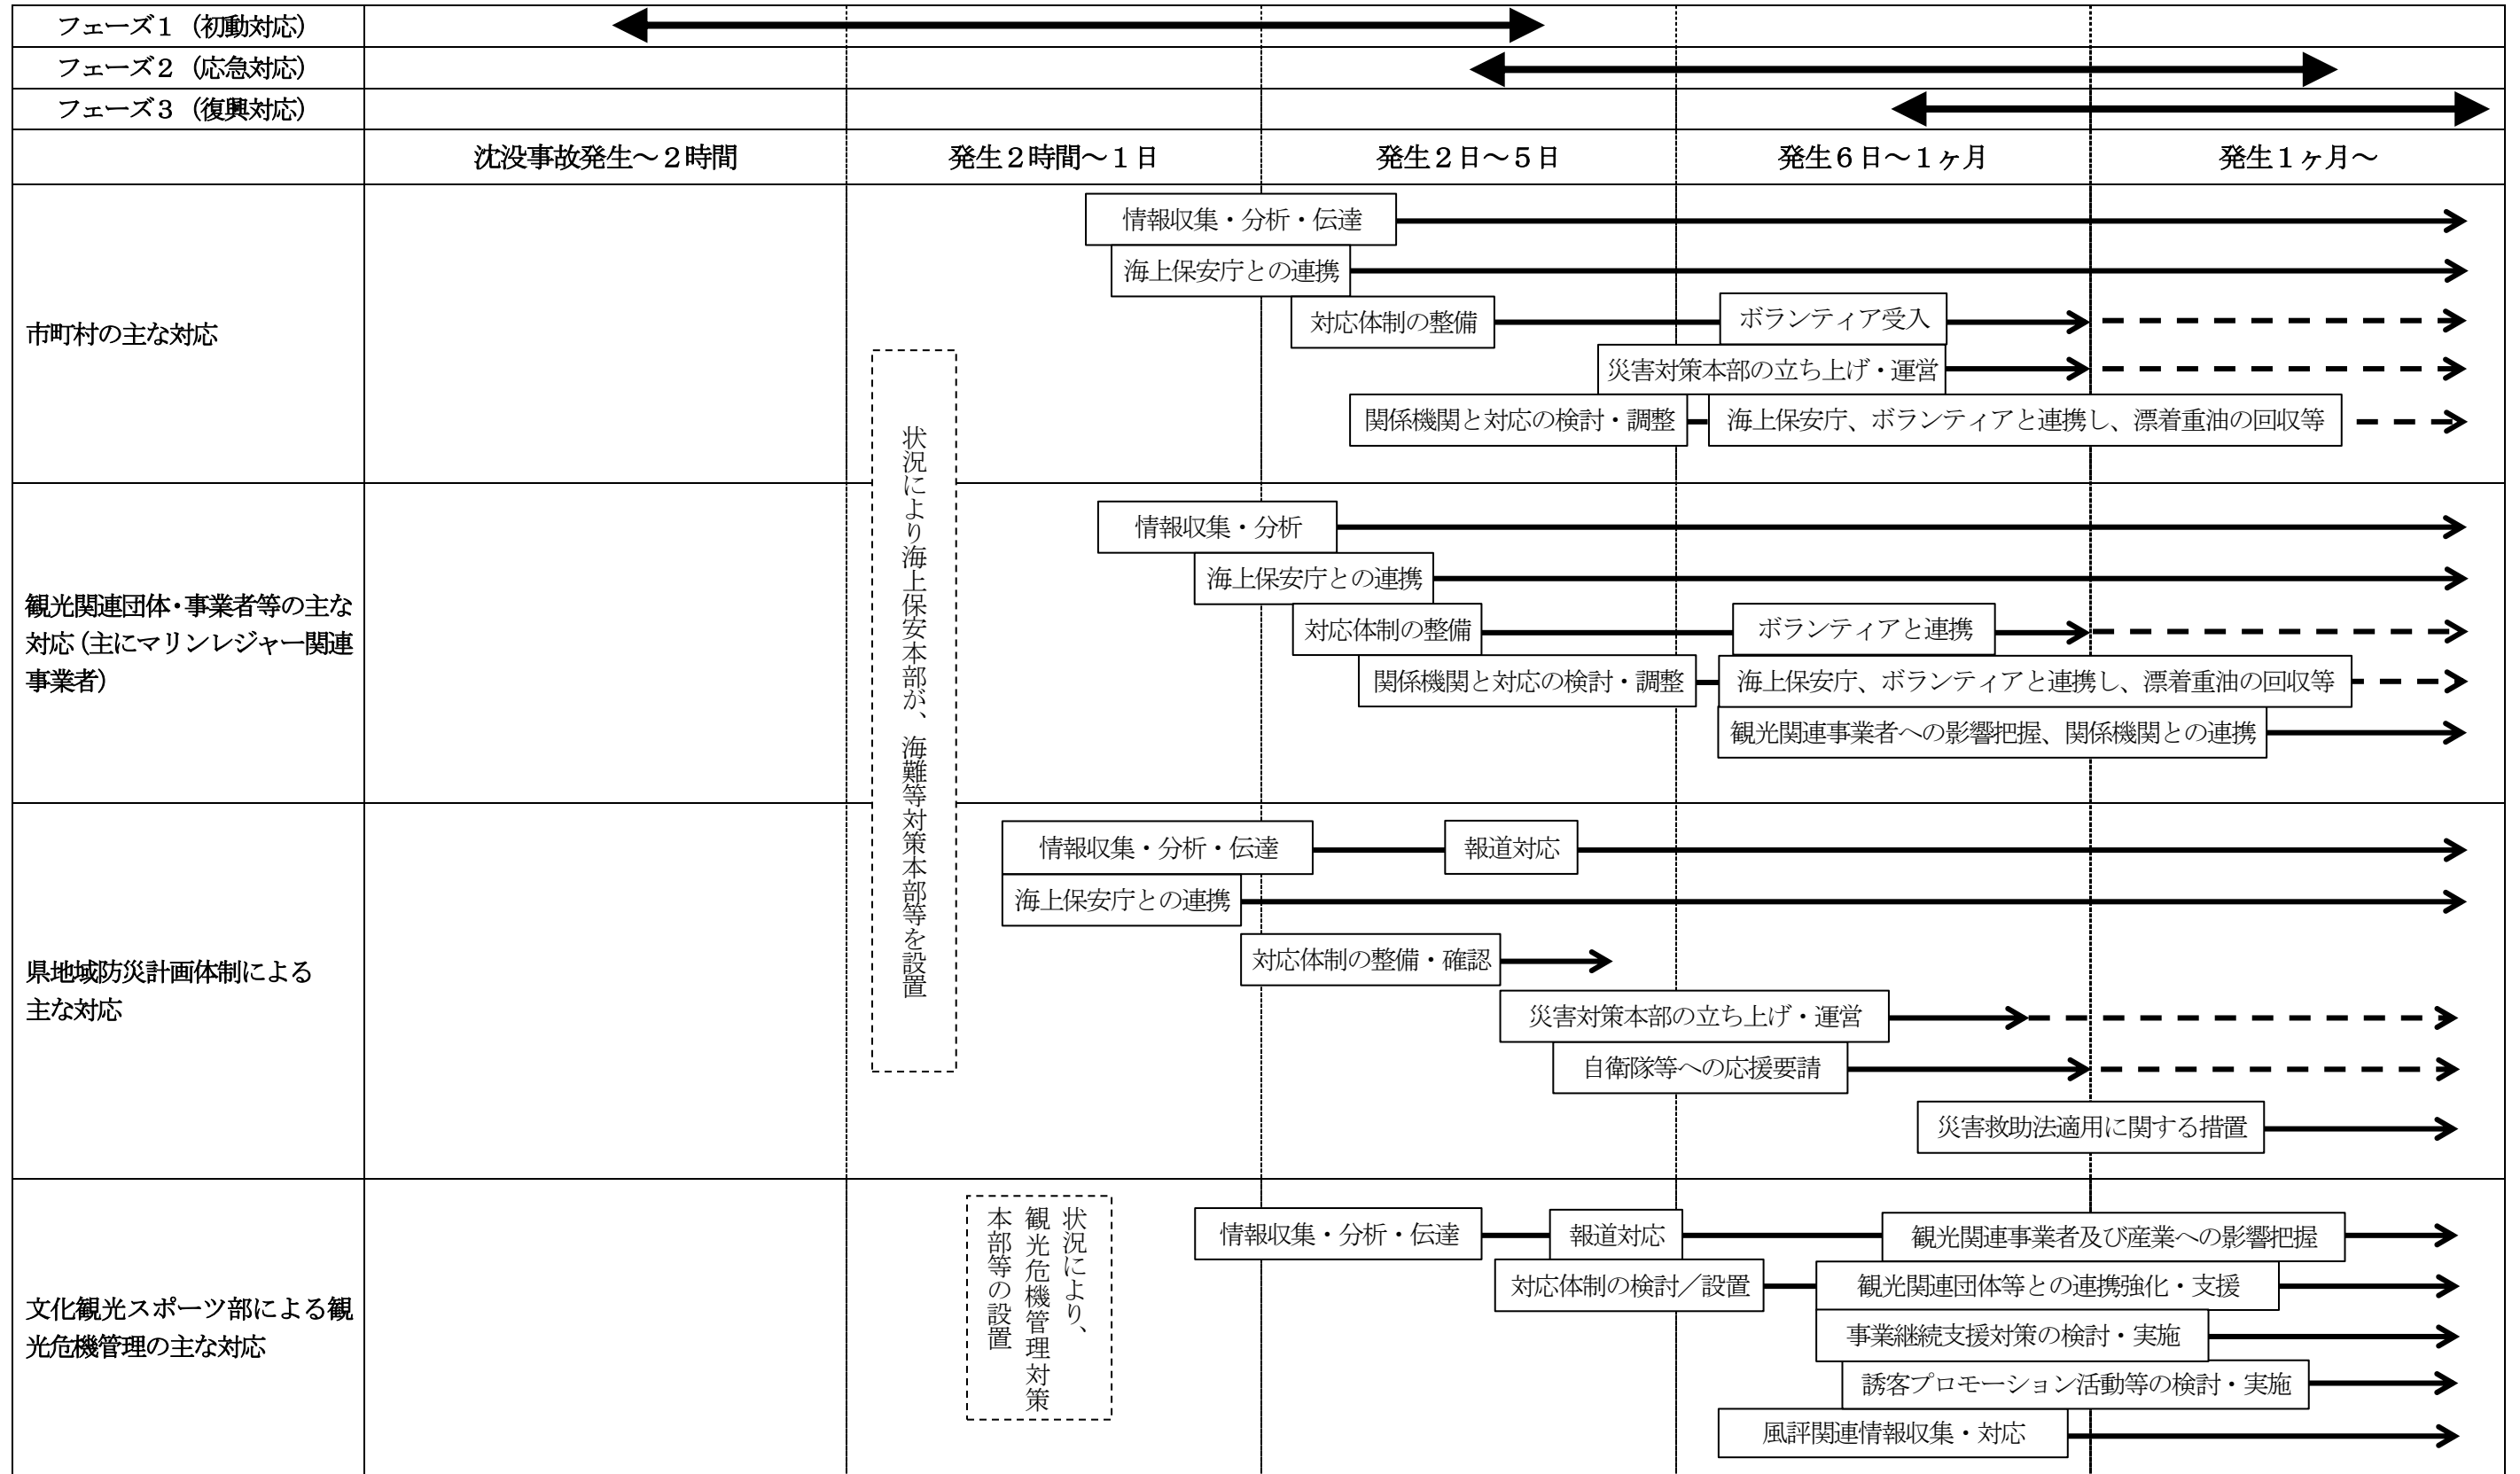 フェーズ１（初動対応）
フェーズ２（応急対応）
フェーズ３（復興対応）
沈没事故発生～２時間
発生２時間～１日
発生２日～５日
発生６日～１ヶ月
発生１ヶ月～
市町村の主な対応
情報収集・分析・伝達
海上保安庁との連携
対応体制の整備
ボランティア受入
災害対策本部の立ち上げ・運営
関係機関と対応の検討・調整
海上保安庁、ボランティアと連携し、漂着重油の回収等
状況により海上保安本部が、海難等対策本部等を設置
観光関連団体・事業者等の主な
対応（主にマリンレジャー関連
事業者）
情報収集・分析
海上保安庁との連携
対応体制の整備
ボランティアと連携
関係機関と対応の検討・調整
海上保安庁、ボランティアと連携し、漂着重油の回収等
観光関連事業者への影響把握、関係機関との連携
県地域防災計画体制による
主な対応
情報収集・分析・伝達
報道対応
海上保安庁との連携
対応体制の整備・確認
災害対策本部の立ち上げ・運営
自衛隊等への応援要請
災害救助法適用に関する措置
文化観光スポーツ部による観
光危機管理の主な対応
状況により、
観光危機管理対策
本部等の設置
情報収集・分析・伝達
報道対応
観光関連事業者及び産業への影響把握
対応体制の検討／設置
観光関連団体等との連携強化・支援
事業継続支援対策の検討・実施
誘客プロモーション活動等の検討・実施
風評関連情報収集・対応